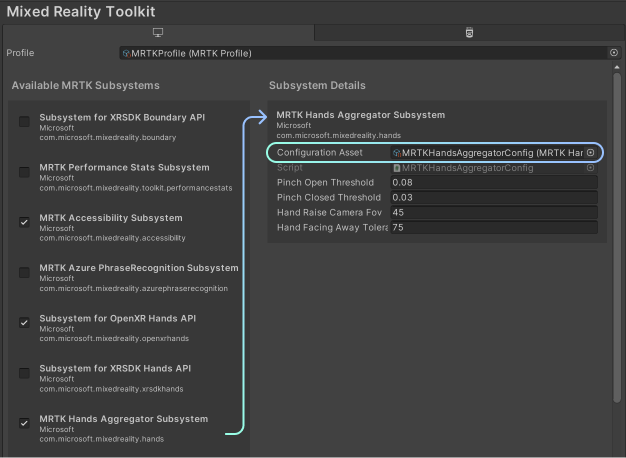 Mixed Reality Toolkit
Profile
MRTKProfile (MRTK Profile)
Available MRTK Subsystems
Subsystem for XRSDK Boundary API
Microsoft
com.microsoft.mixedreality.boundary
MRTK Performance Stats Subsystem
Microsoft
com.microsoft.mixedreality.toolkit.performancestats
MRTK Accessibility Subsystem
Microsoft
com.microsoft.mixedreality.accessibility
MRTK Azure PhraseRecognition Subsystem
Microsoft
com.microsoft.mixedreality.azurephraserecognition
Subsystem for OpenXR Hands API
Microsoft
com.microsoft.mixedreality.openxrhands
Subsystem for XRSDK Hands API
Microsoft
com.microsoft.mixedreality.xrsdkhands
MRTK Hands Aggregator Subsystem
Microsoft
com.microsoft.mixedreality.hands
Subsystem Details
MRTK Hands Aggregator Subsystem
Microsoft
com.microsoft.mixedreality.hands
Configuration Asset
MRTKHandsAggregatorConfig (MRTK Har
Script
MRTKHandsAggregatorConfig
Pinch Open Threshold
0.08
Pinch Closed Threshold
0.03
Hand Raise Camera Fov
45
Hand Facing Away Tolera
75